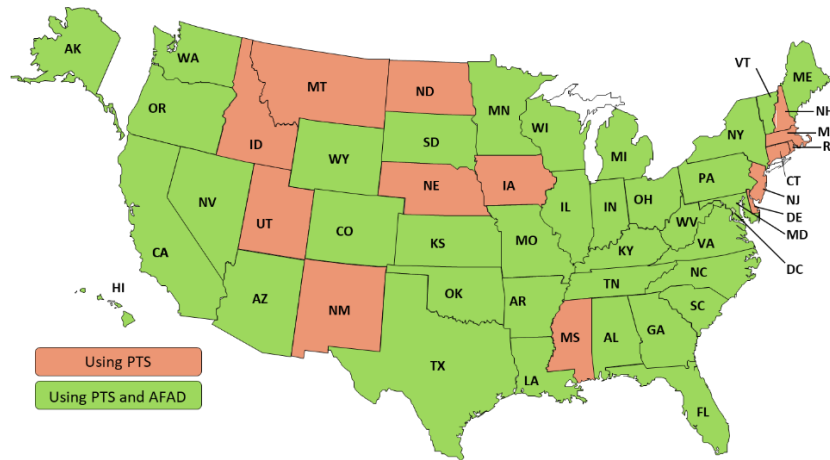 AK
WA
MT
ND
VT
ME
OR
MN
NH
ID
SD
WI
NY
M
R
WY
MI
NV
NE
IA
PA
CT
NJ
UT
IL
IN
OH
DE
CA
CO
KS
MO
WV
VA
MD
KY
DC
HI
AZ
NM
OK
AR
TN
NC
SC
MS
AL
GA
Using PTS
TX
LA
Using PTS and AFAD
FL